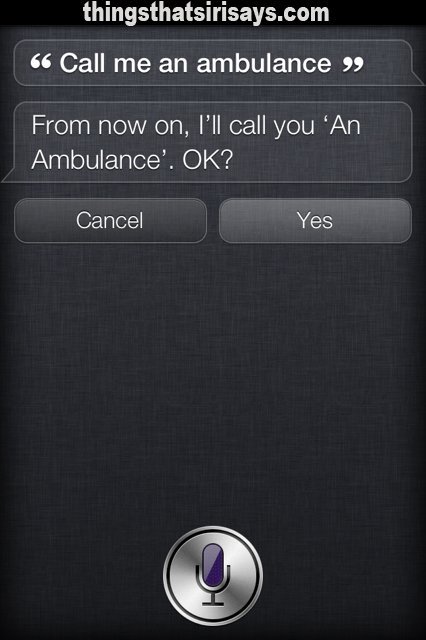 thingsthatsirisays.com
“ Call me an ambulance ”
From now on, I’ll call you ‘An
Ambulance’. OK?
Cancel
Yes